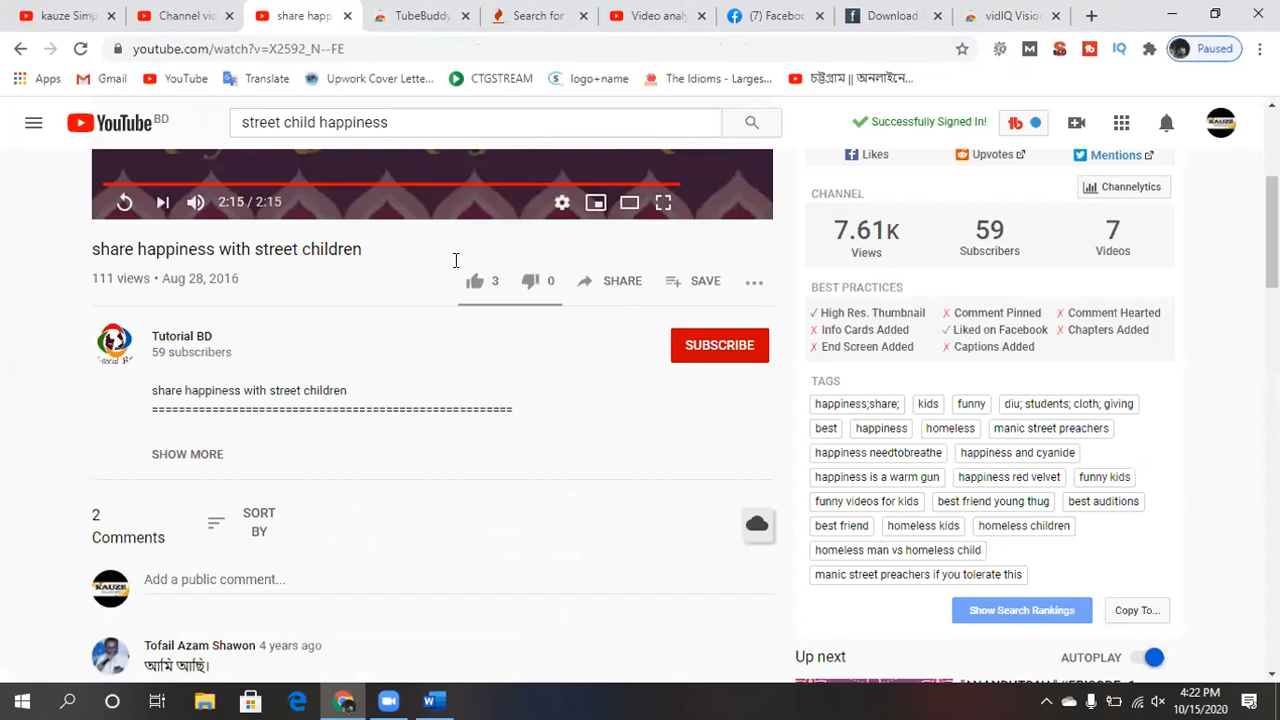 kauze Simp
Channel vi
share happ
TubeBuddy
Search for
Video anal
(7) Facebo
Download
vidIQ Vision
youtube.com/watch?v=X2592_N--FE
Paused
Apps
Gmail
YouTube
Translate
Upwork Cover Lette...
CTGSTREAM
logo+name
The Idioms - Larges...
চট্টগ্রাম || অনলাইনে...
YouTube BD
street child happiness
Successfully Signed In!
Likes
Upvotes
Mentions
CHANNEL
Channelytics
7.61K
59
7
Views
Subscribers
Videos
2:15 / 2:15
share happiness with street children
111 views • Aug 28, 2016
3
0
SHARE
SAVE
BEST PRACTICES
✓ High Res. Thumbnail
✗ Comment Pinned
✗ Comment Hearted
✗ Info Cards Added
✓ Liked on Facebook
✗ Chapters Added
✗ End Screen Added
✗ Captions Added
Tutorial BD
59 subscribers
SUBSCRIBE
share happiness with street children
======================================================
SHOW MORE
TAGS
happiness;share;
kids
funny
diu; students; cloth; giving
best
happiness
homeless
manic street preachers
happiness needtobreathe
happiness and cyanide
happiness is a warm gun
happiness red velvet
funny kids
funny videos for kids
best friend young thug
best auditions
best friend
homeless kids
homeless children
homeless man vs homeless child
manic street preachers if you tolerate this
Show Search Rankings
Copy To...
2
Comments
SORT
BY
KAUZE
Add a public comment...
Tofail Azam Shawon 4 years ago
আমি আছি।
Up next
AUTOPLAY
4:22 PM
10/15/2020